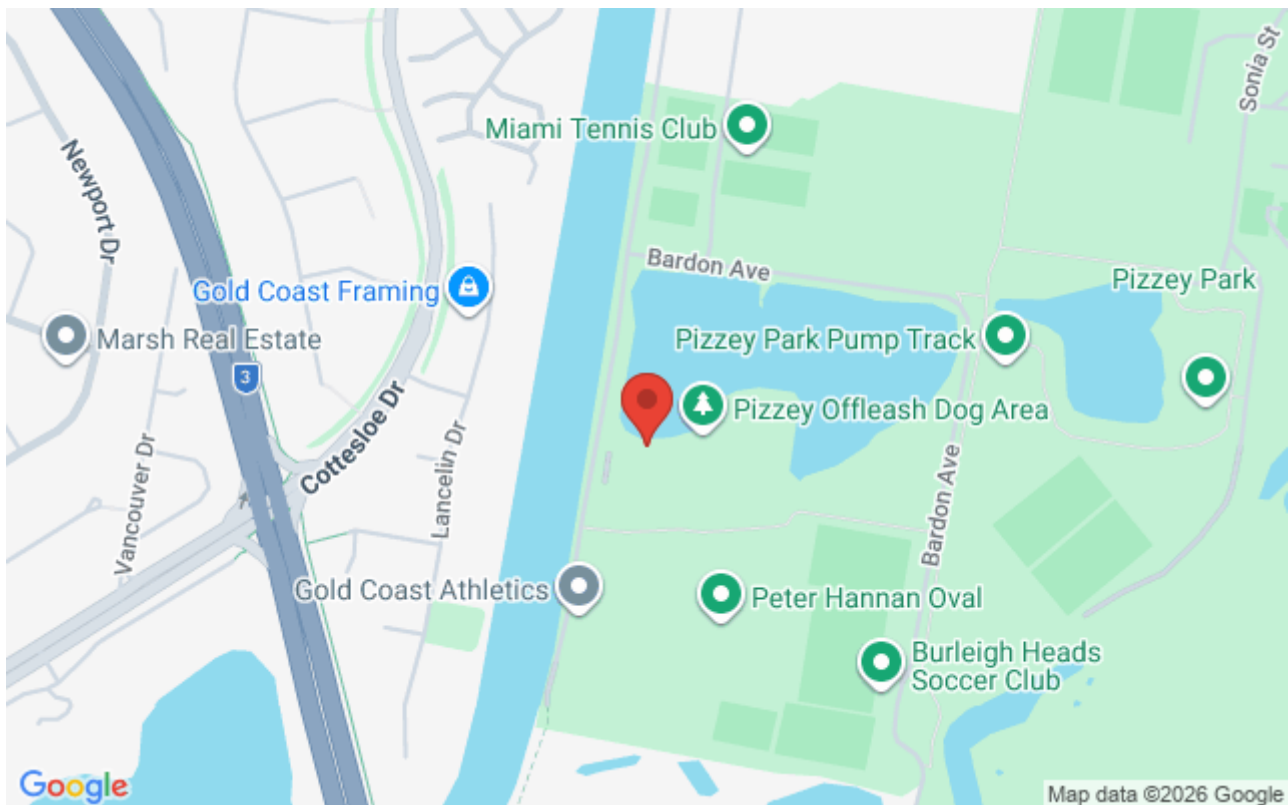 Sonia St
Miami Tennis Club
Newport Dr
Bardon Ave
Gold Coast Framing
Pizzey Park
Marsh Real Estate
Pizzey Park Pump Track
3
Cottesloe Dr
Pizzey Offleash Dog Area
Vancouver Dr
Lancelin Dr
Bardon Ave
Gold Coast Athletics
Peter Hannan Oval
Burleigh Heads
Soccer Club
Google
Map data ©2026 Google